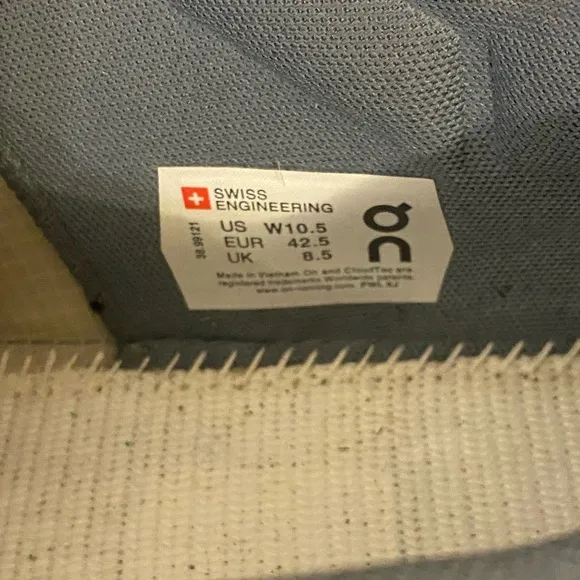 SWISS
ENGINEERING
US W10.5
EUR 42.5
UK 8.5
38.99121
Made in Vietnam On and CloudTec are
registered trademarks Worldwide patents.
www.on-running.com
On